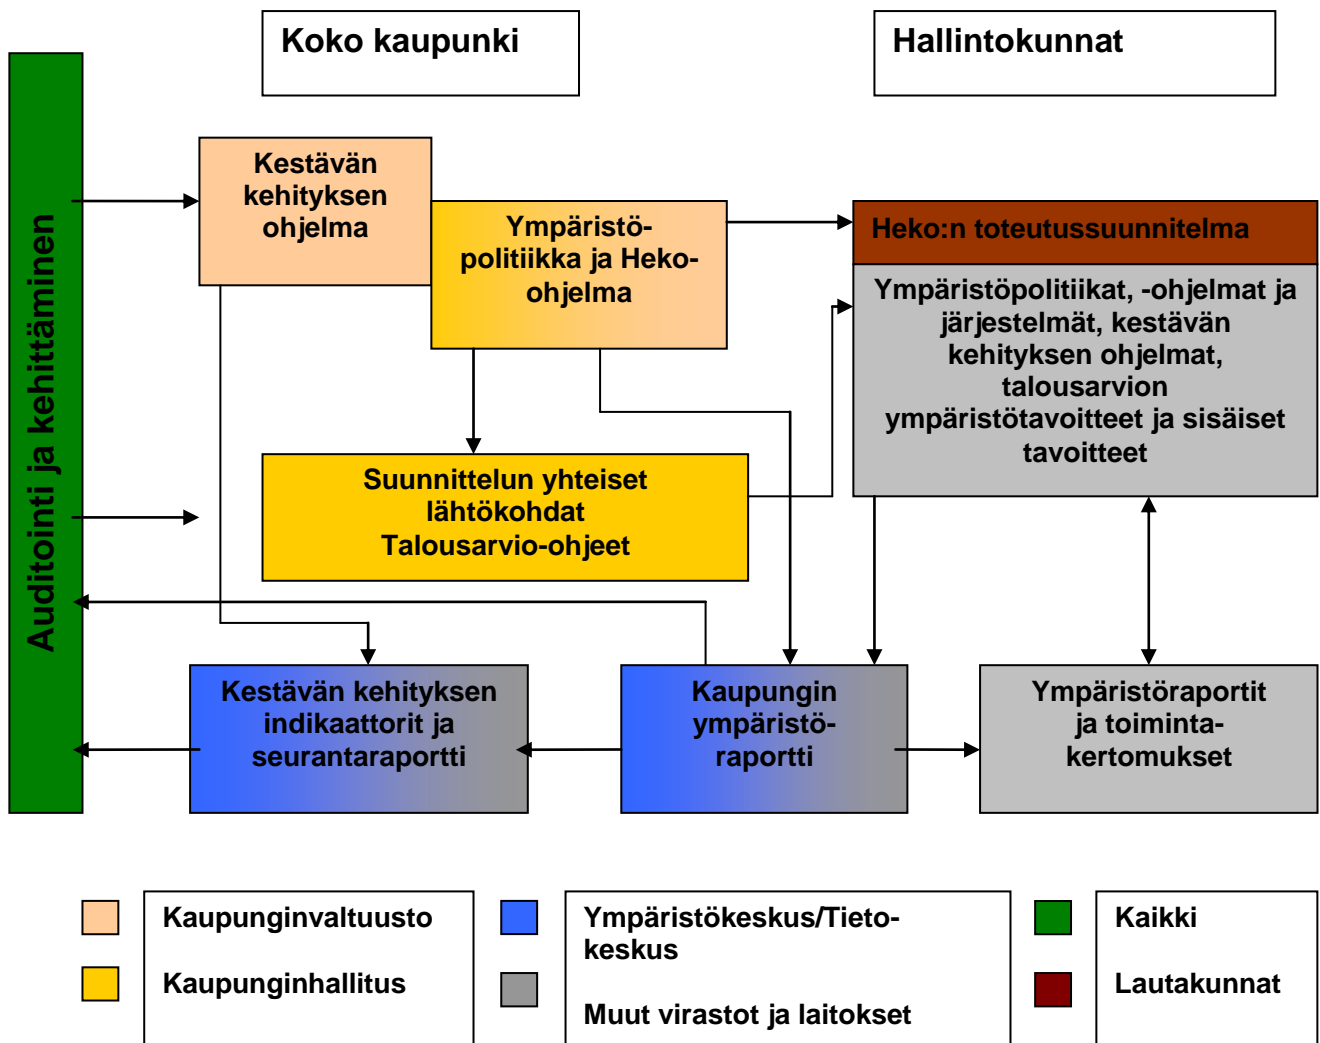 Koko kaupunki
Hallintokunnat
Auditointi ja kehittäminen
Kestävän
kehityksen
ohjelma
Ympäristö-
politiikka ja Heko-
ohjelma
Heko:n toteutussuunnitelma
Ympäristöpolitiikat, -ohjelmat ja
järjestelmät, kestävän
kehityksen ohjelmat,
talousarvion
ympäristötavoitteet ja sisäiset
tavoitteet
Suunnittelun yhteiset
lähtökohdat
Talousarvio-ohjeet
Kestävän kehityksen
indikaattorit ja
seurantaraportti
Kaupungin
ympäristö-
raportti
Ympäristöraportit
ja toiminta-
kertomukset
Kaupunginvaltuusto
Kaupunginhallitus
Ympäristökeskus/Tieto-
keskus
Muut virastot ja laitokset
Kaikki
Lautakunnat